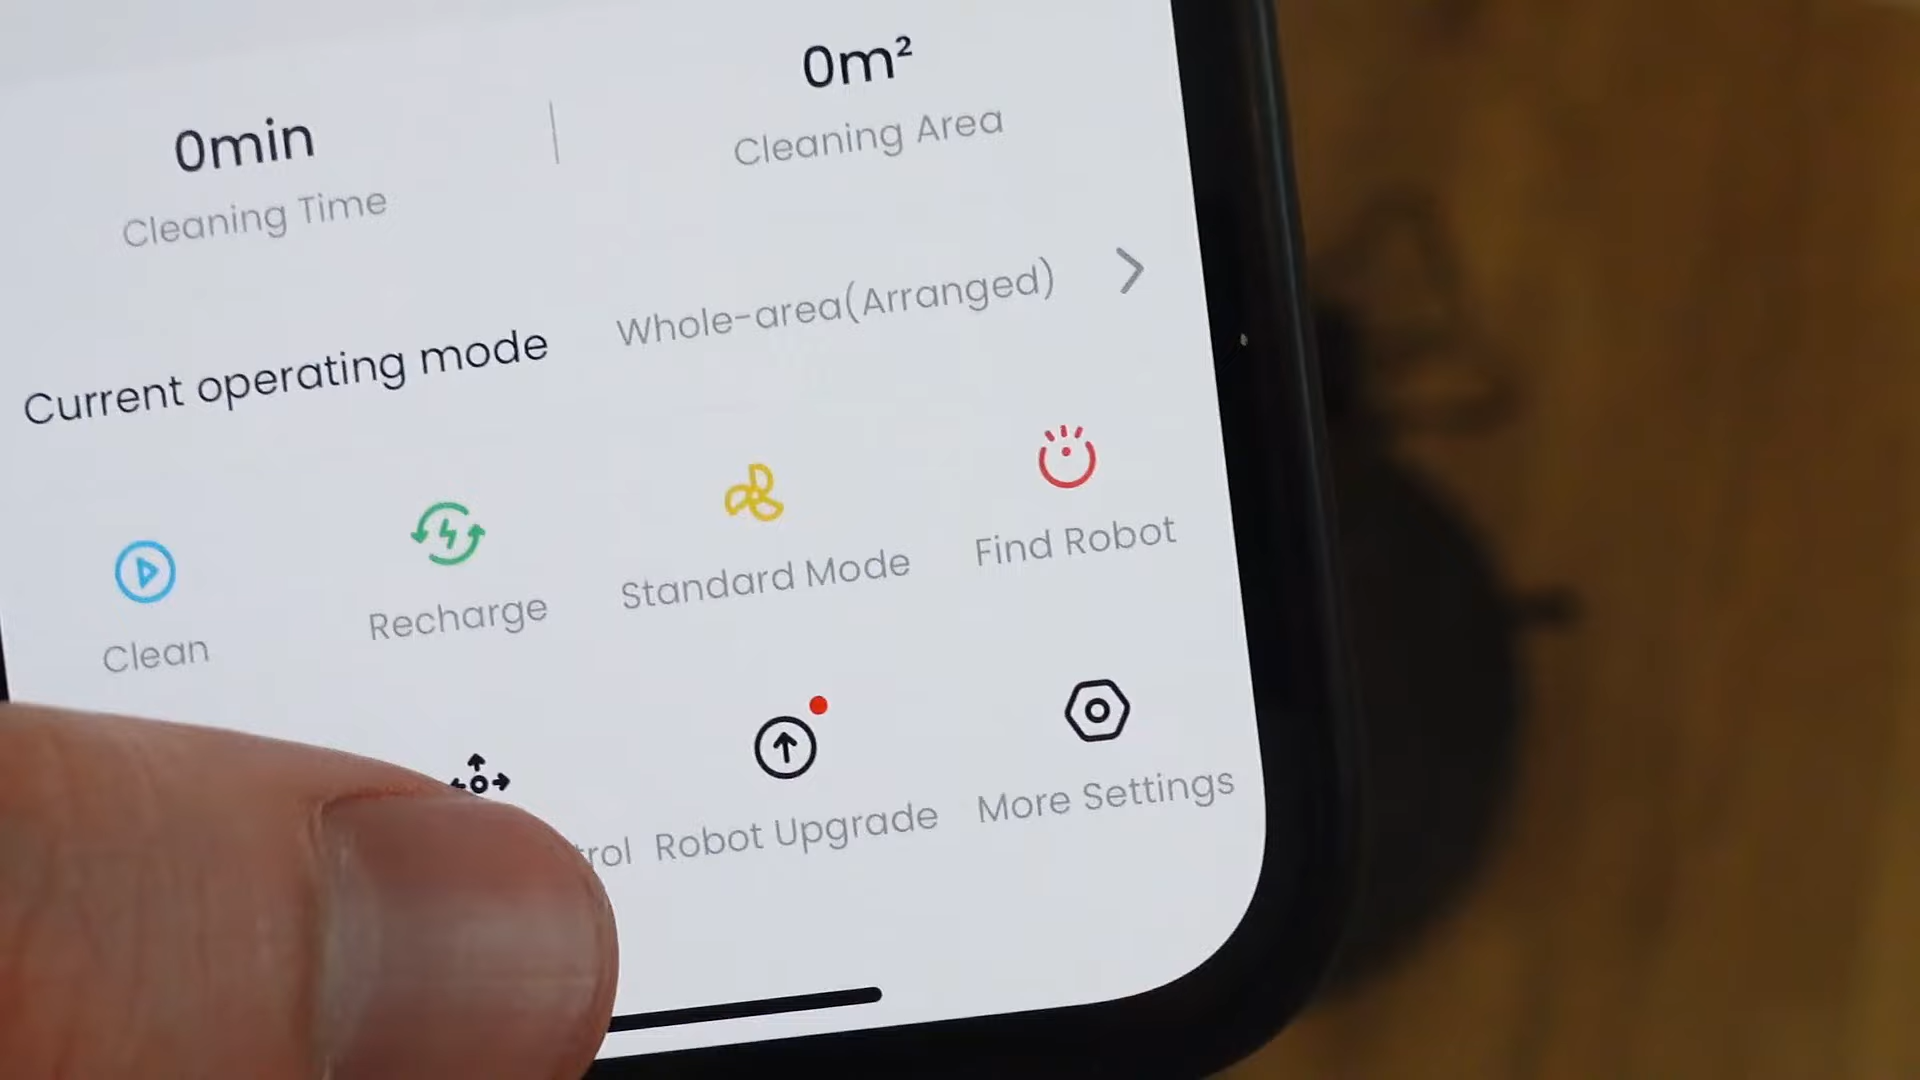 0min
0m²
Cleaning Time
Cleaning Area
Current operating mode
Whole-area(Arranged)
Clean
Recharge
Standard Mode
Find Robot
Robot Upgrade
More Settings